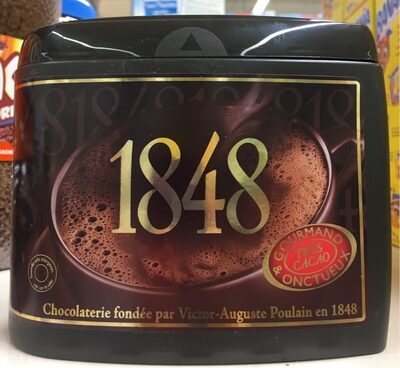 1848
GOURMAND
TRÈS
CACAO
& ONCTUEUX
Chocolaterie fondée par Victor-Auguste Poulain en 1848